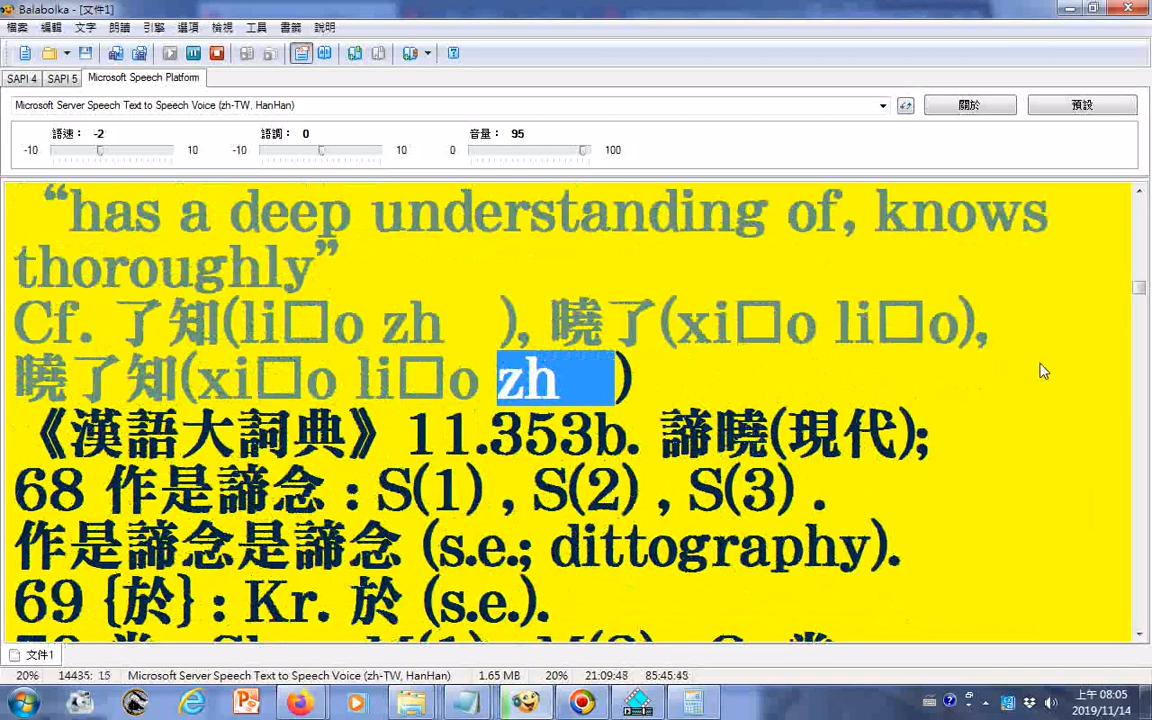 Balabolka - [文件1]
檔案 編輯 文字 朗讀 引擎 選項 檢視 工具 書籤 說明
SAPI 4 SAPI 5 Microsoft Speech Platform
Microsoft Server Speech Text to Speech Voice (zh-TW, HanHan) 關於 預設
語速： -2 語調： 0 音量： 95
-10 10 -10 10 0 100
“has a deep understanding of, knows
thoroughly”
Cf. 了知(li□o zh ), 曉了(xi□o li□o),
曉了知(xi□o li□o zh )
《漢語大詞典》 11.353b. 諦曉(現代);
68 作是諦念 : S(1) , S(2) , S(3) .
作是諦念是諦念 (s.e.; dittography).
69 {於} : Kr. 於 (s.e.).
文件1
20% 14435: 15 Microsoft Server Speech Text to Speech Voice (zh-TW, HanHan) 1.65 MB 20% 21:09:48 85:45:48
上午 08:05
2019/11/14